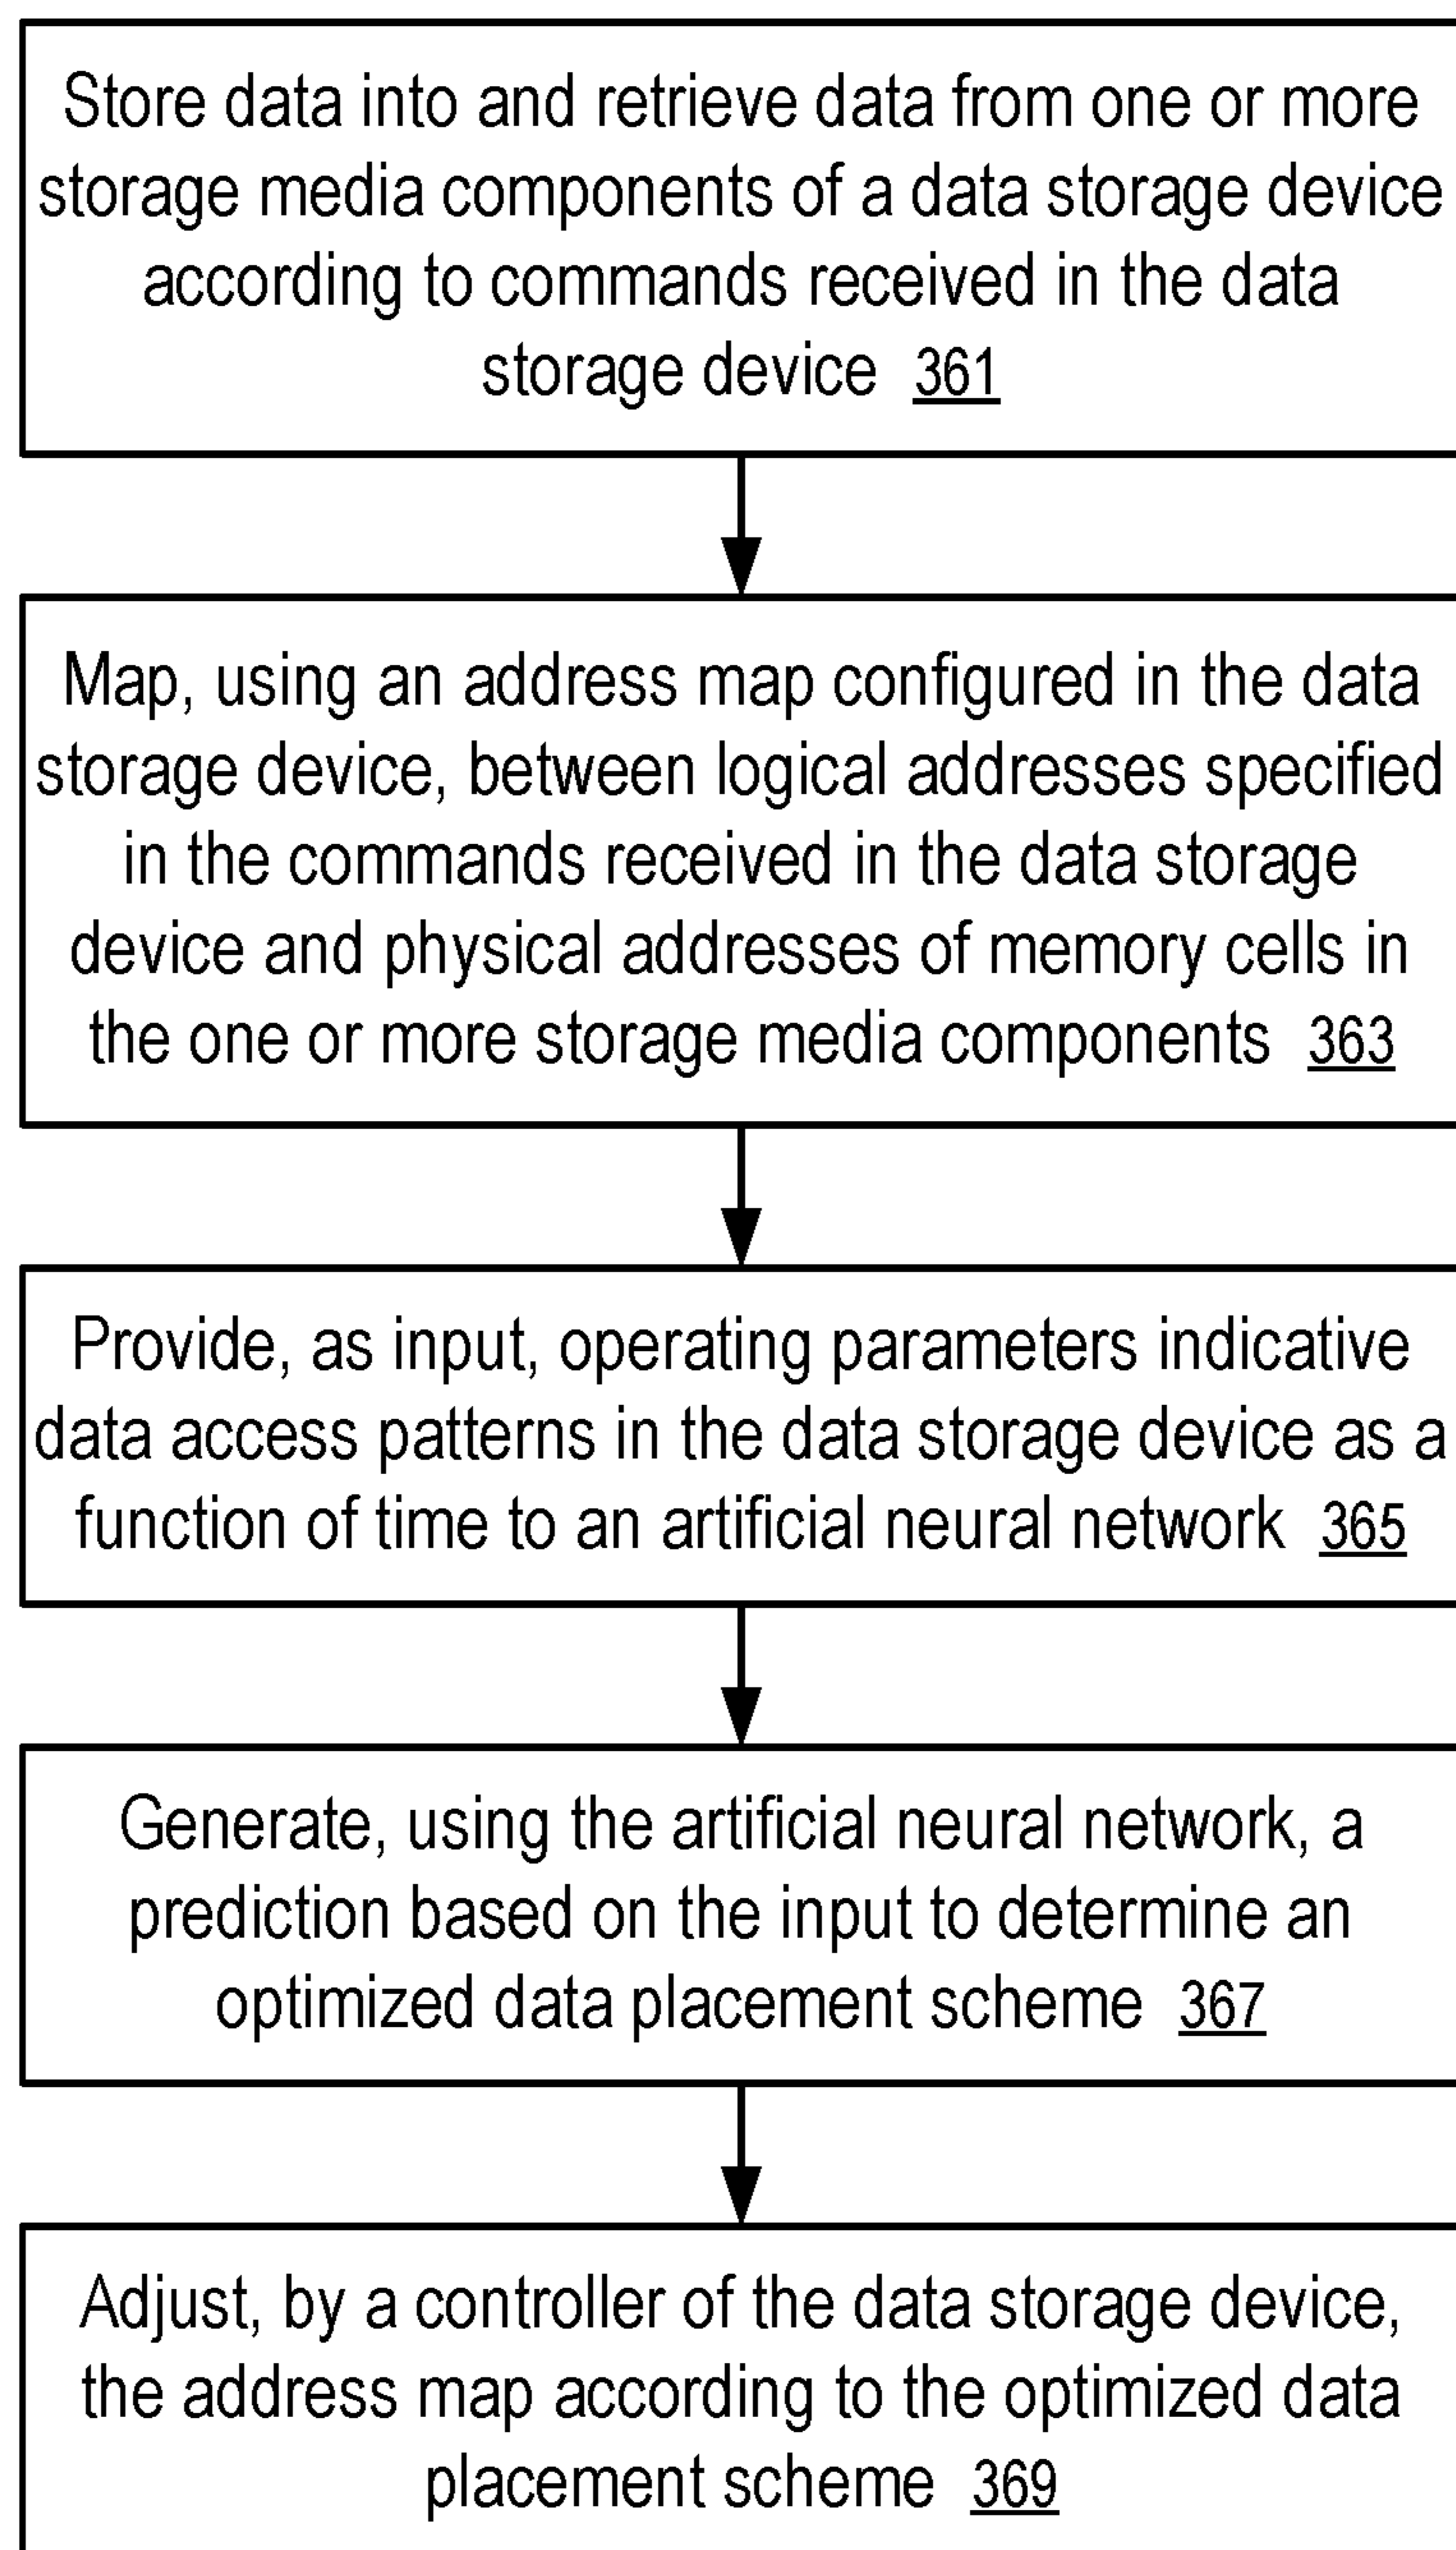 Store data into and retrieve data from one or more
storage media components of a data storage device
according to commands received in the data
storage device 361
Map, using an address map configured in the data
storage device, between logical addresses specified
in the commands received in the data storage
device and physical addresses of memory cells in
the one or more storage media components 363
Provide, as input, operating parameters indicative
data access patterns in the data storage device as a
function of time to an artificial neural network 365
Generate, using the artificial neural network, a
prediction based on the input to determine an
optimized data placement scheme 367
Adjust, by a controller of the data storage device,
the address map according to the optimized data
placement scheme 369